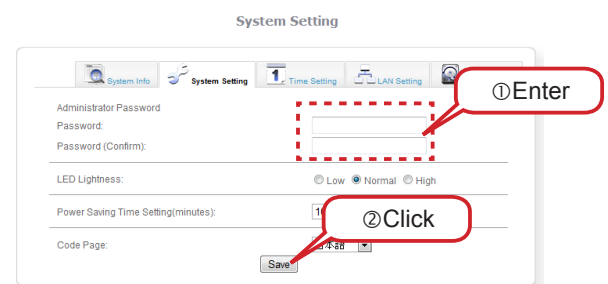 System Setting
System Info
System Setting
1. Time Setting
LAN Setting
①Enter
Administrator Password
Password:
Password (Confirm):
LED Lightness:
Low Normal High
Power Saving Time Setting(minutes):
②Click
Code Page:
日本語
Save